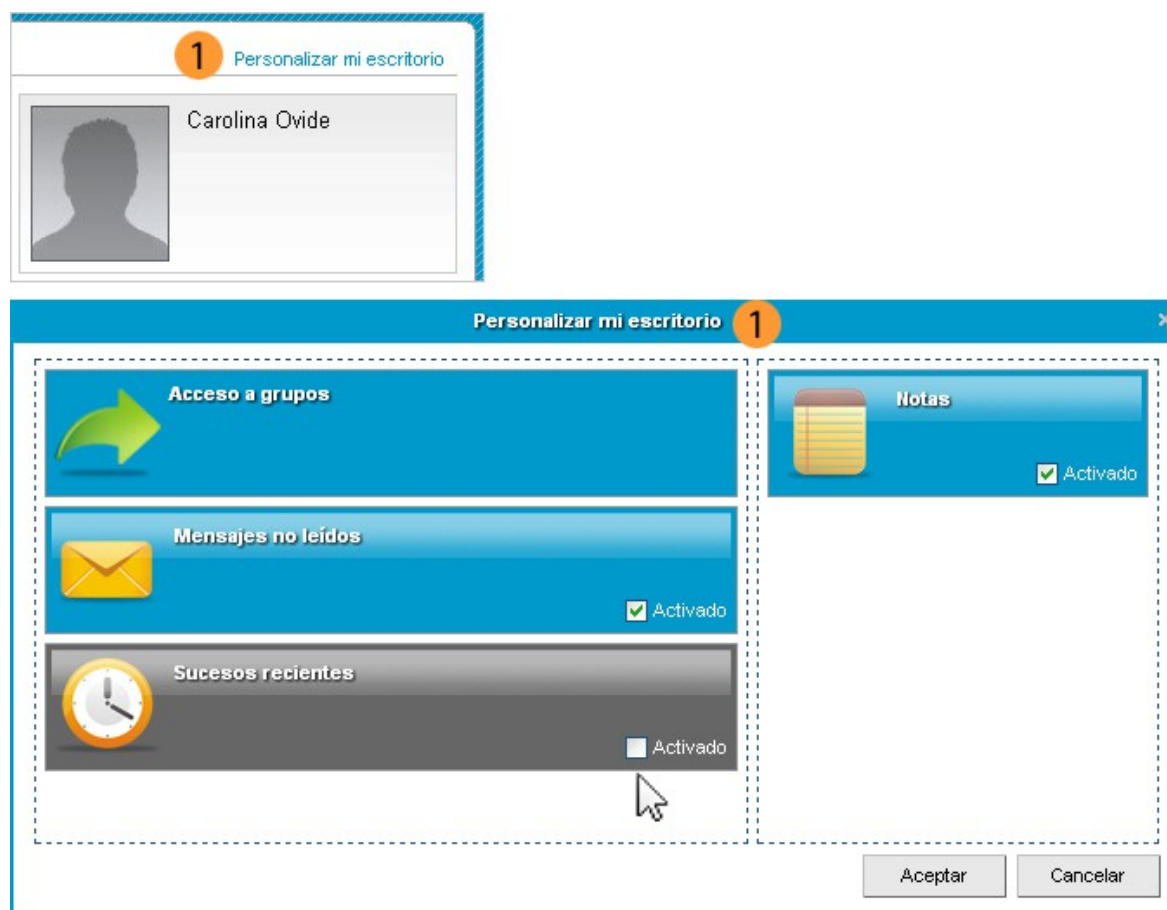 1 Personalizar mi escritorio
Carolina Ovide
Personalizar mi escritorio 1
Acceso a grupos
Notas
Activado
Mensajes no leídos
Activado
Sucesos recientes
Activado
Aceptar Cancelar